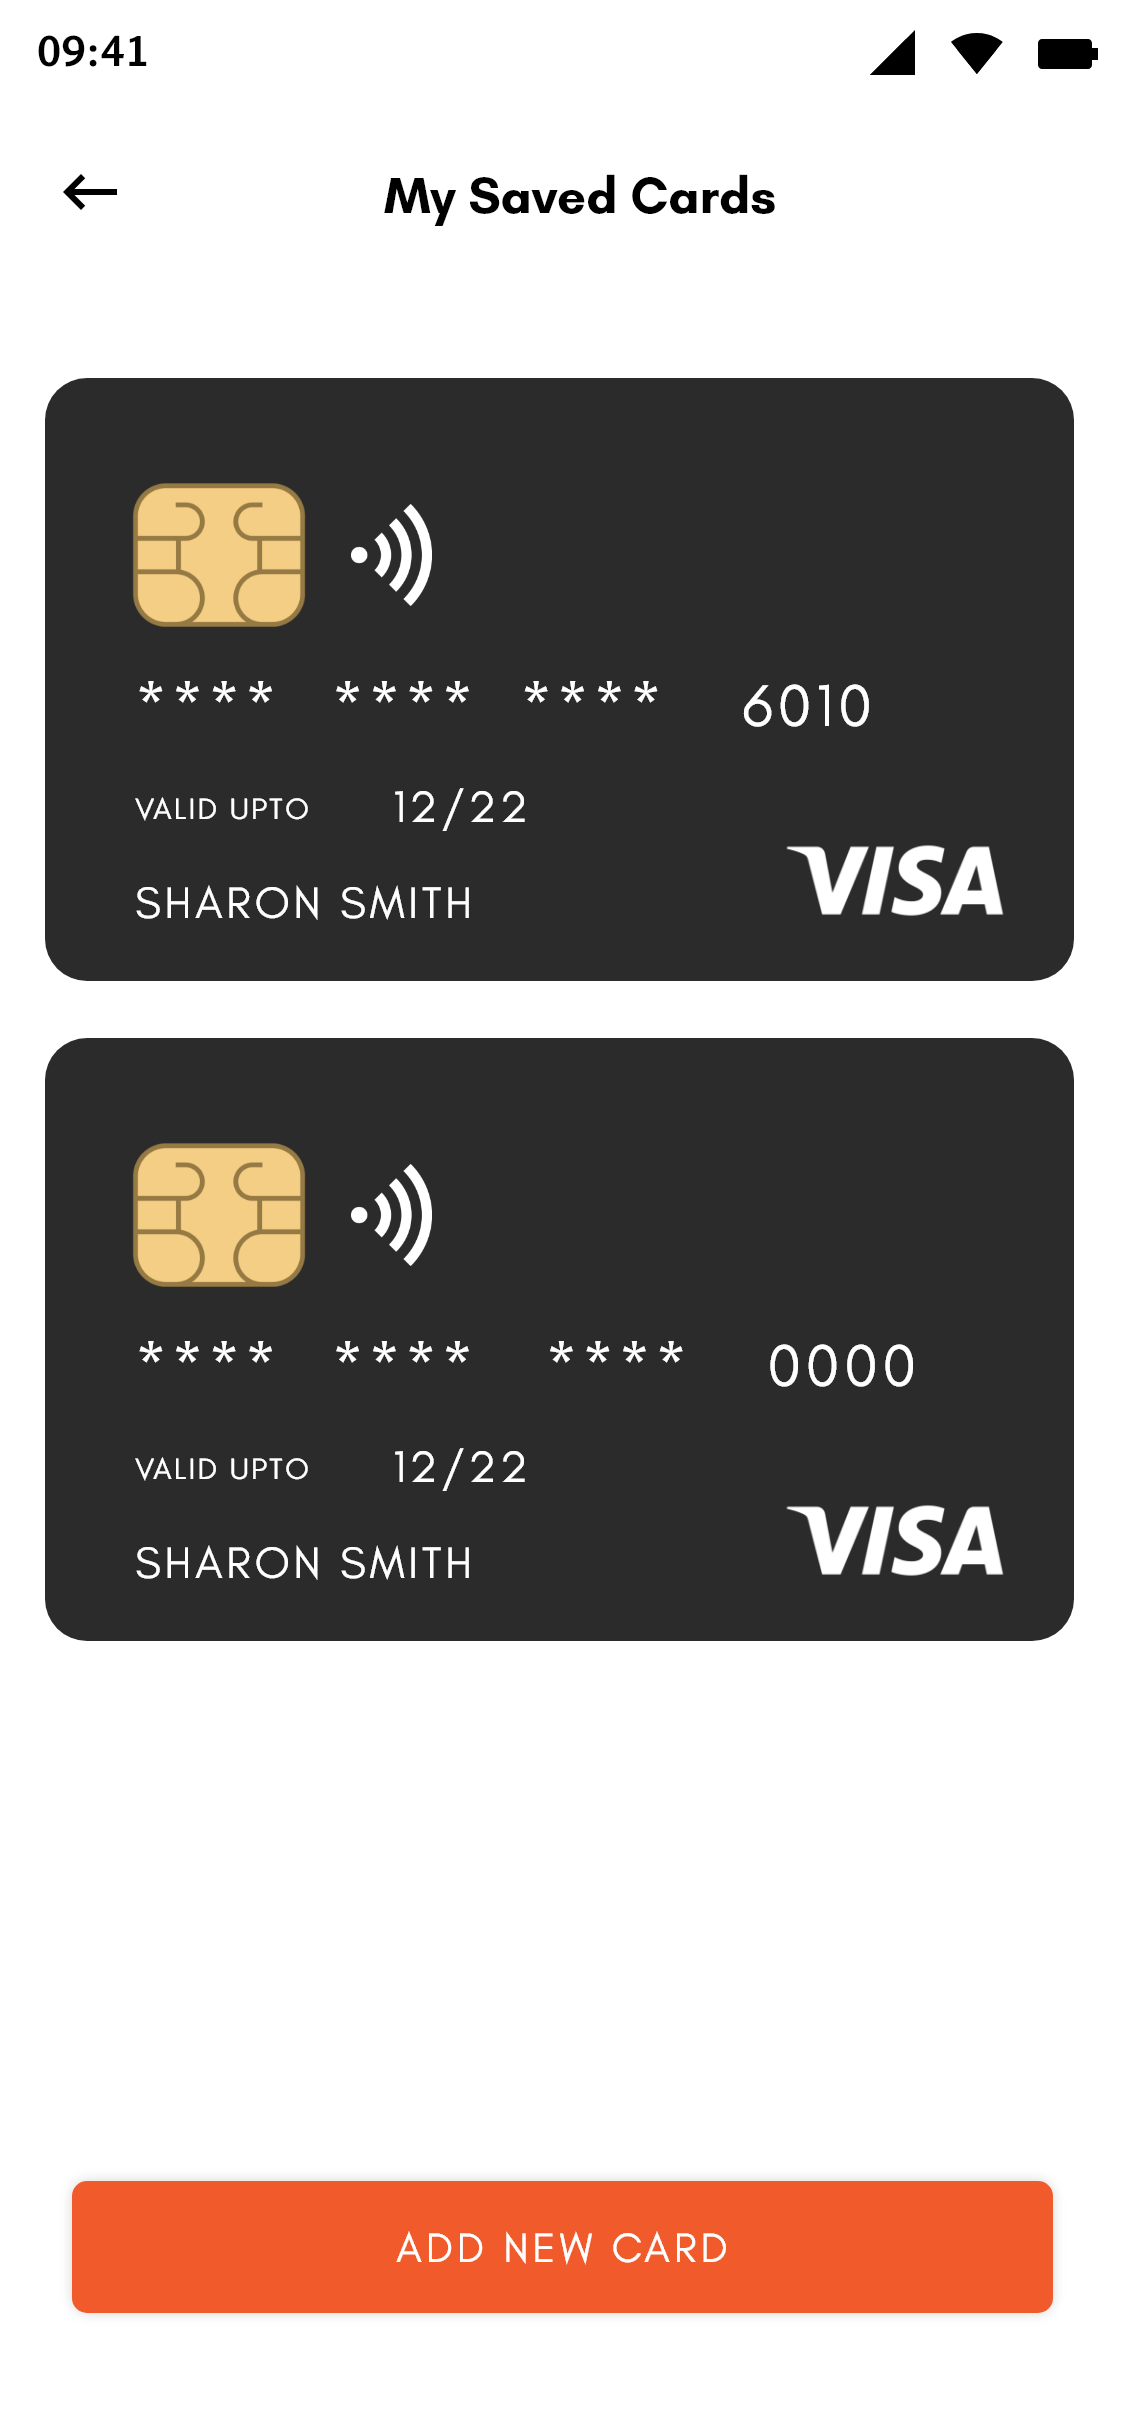 09:41
My Saved Cards
**** **** **** 6010
VALID UPTO 12/22
SHARON SMITH
VISA
**** **** **** 0000
VALID UPTO 12/22
SHARON SMITH
VISA
ADD NEW CARD